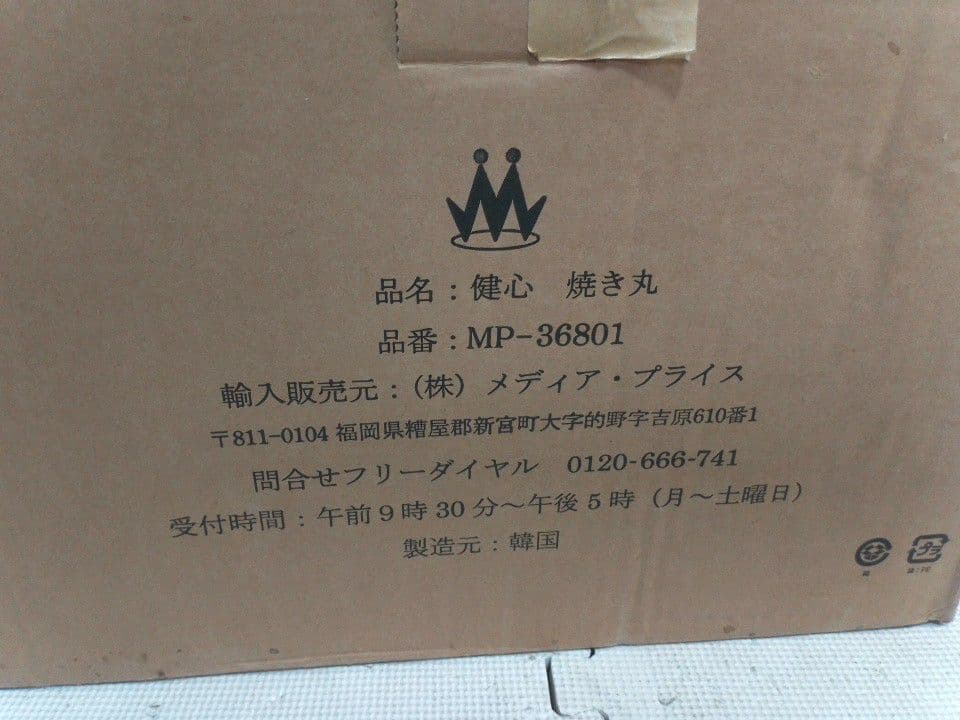 品名：健心　焼き丸
品番：MP-36801
輸入販売元：（株）メディア・プライス
〒811-0104 福岡県糟屋郡新宮町大字的野字吉原610番1
問合せフリーダイヤル　0120-666-741
受付時間：午前９時 30 分～午後 5 時（月～土曜日）
製造元：韓国
プラ